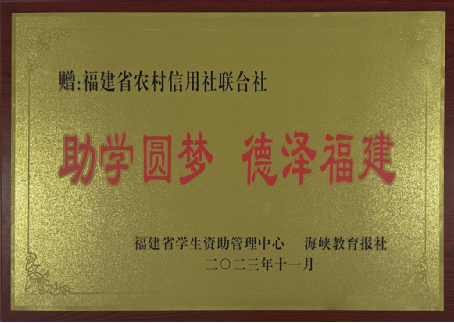 赠:福建省农村信用社联合社
助学圆梦 德泽福建
福建省学生资助管理中心 海峡教育报社
二〇二三年十一月